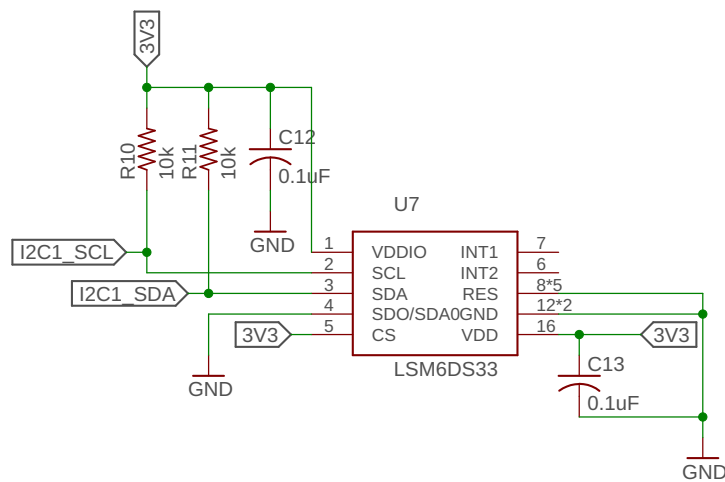 3V3
R10
10k
R11
10k
C12
0.1uF
GND
U7
I2C1_SCL
I2C1_SDA
1
2
3
4
5
VDDIO
SCL
SDA
SDO/SDA0
CS
INT1
INT2
RES
GND
VDD
7
6
8*5
12*2
16
3V3
3V3
GND
LSM6DS33
C13
0.1uF
GND